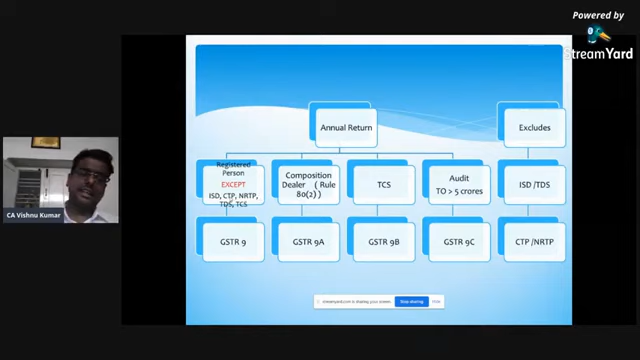 Powered by
StreamYard
Annual Return
Excludes
Registered
Person
EXCEPT
ISD, CTP, NRTP,
TDS, TCS
Composition
Dealer ( Rule
80(2) )
TCS
Audit
TO > 5 crores
ISD /TDS
GSTR 9
GSTR 9A
GSTR 9B
GSTR 9C
CTP /NRTP
CA Vishnu Kumar
streamyard.com is sharing your screen.
Stop sharing
Hide